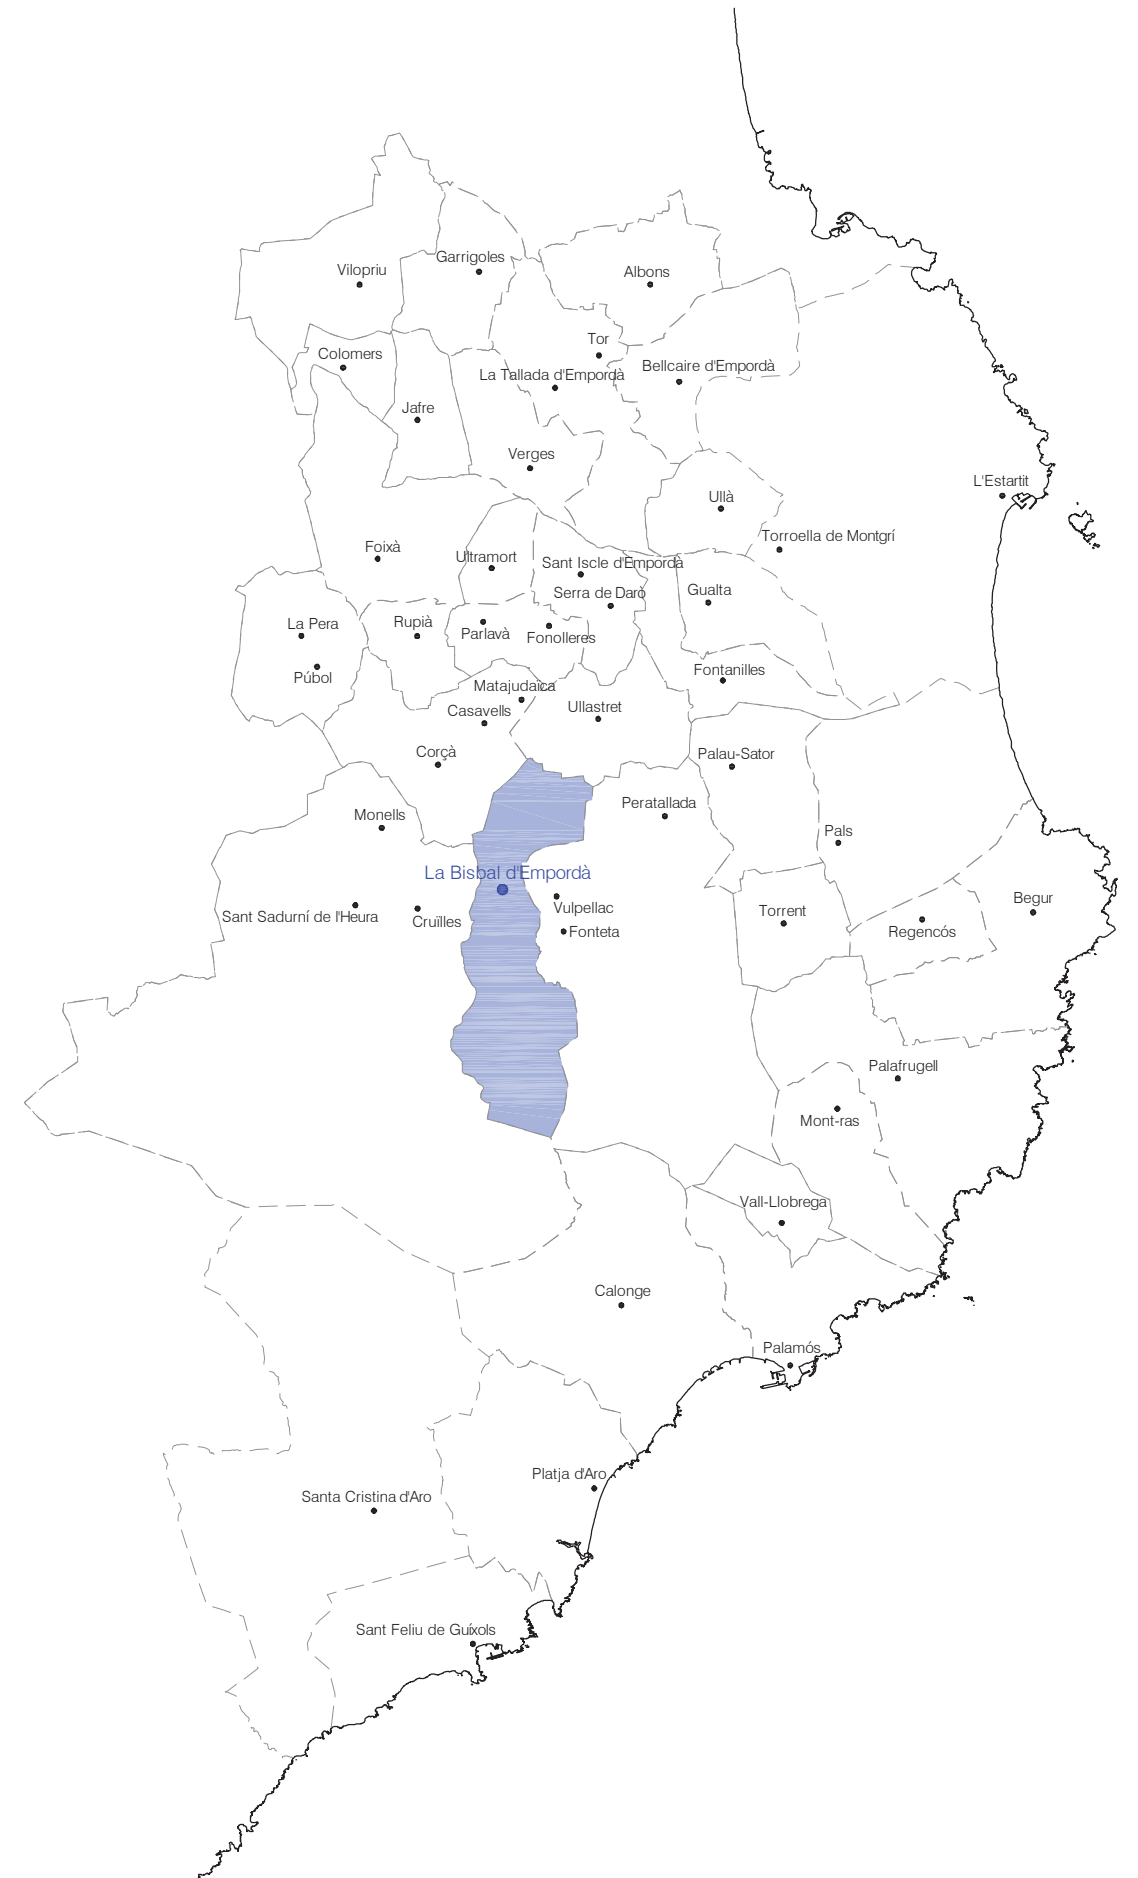 Garrigoles
Vilopriu
Albons
Tor
Colomers
Bellcaire d'Empordà
La Tallada d'Empordà
Jafre
Verges
L'Estartit
Ullà
Torroella de Montgrí
Foixà
Ultramort
Sant Iscle d'Empordà
Gualta
Serra de Daró
La Pera
Rupià
Parlavà
Fonolleres
Fontanilles
Púbol
Matajudaica
Ullastret
Casavells
Corçà
Palau-Sator
Peratallada
Monells
Pals
La Bisbal d'Empordà
Begur
Vulpellac
Torrent
Sant Sadurní de l'Heura
Cruïlles
Fonteta
Regencós
Palafrugell
Mont-ras
Vall-Llobrega
Calonge
Palamós
Platja d'Aro
Santa Cristina d'Aro
Sant Feliu de Guíxols